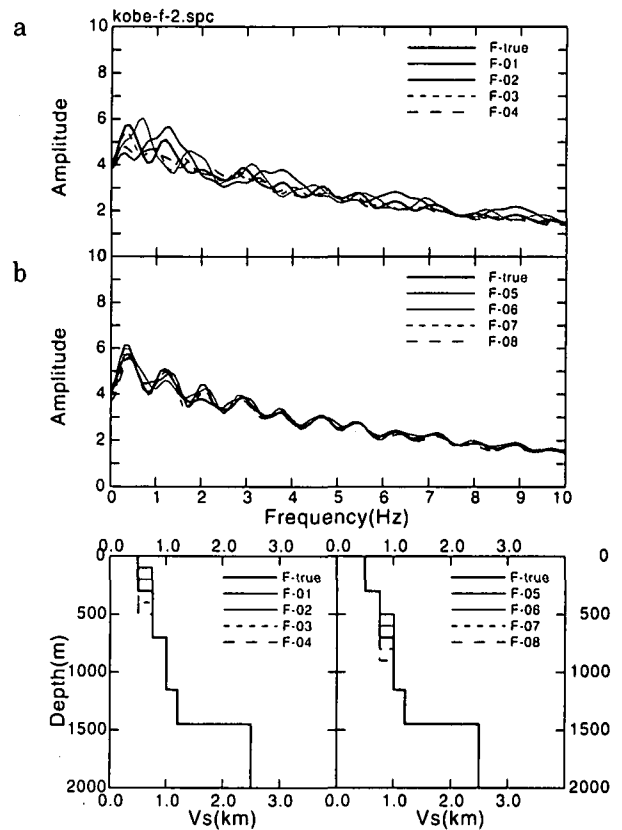 a
kobe-f-2.spc
10
8
6
4
2
Amplitude
F-true
F-01
F-02
F-03
F-04
b
10
8
6
4
2
0
Amplitude
F-true
F-05
F-06
F-07
F-08
0 1 2 3 4 5 6 7 8 9 10
Frequency(Hz)
0.0 1.0 2.0 3.0 0.0 1.0 2.0 3.0
0
500
1000
1500
2000
Depth(m)
F-true
F-01
F-02
F-03
F-04
F-true
F-05
F-06
F-07
F-08
0
500
1000
1500
2000
0.0 1.0 2.0 3.0 0.0 1.0 2.0 3.0
Vs(km) Vs(km)